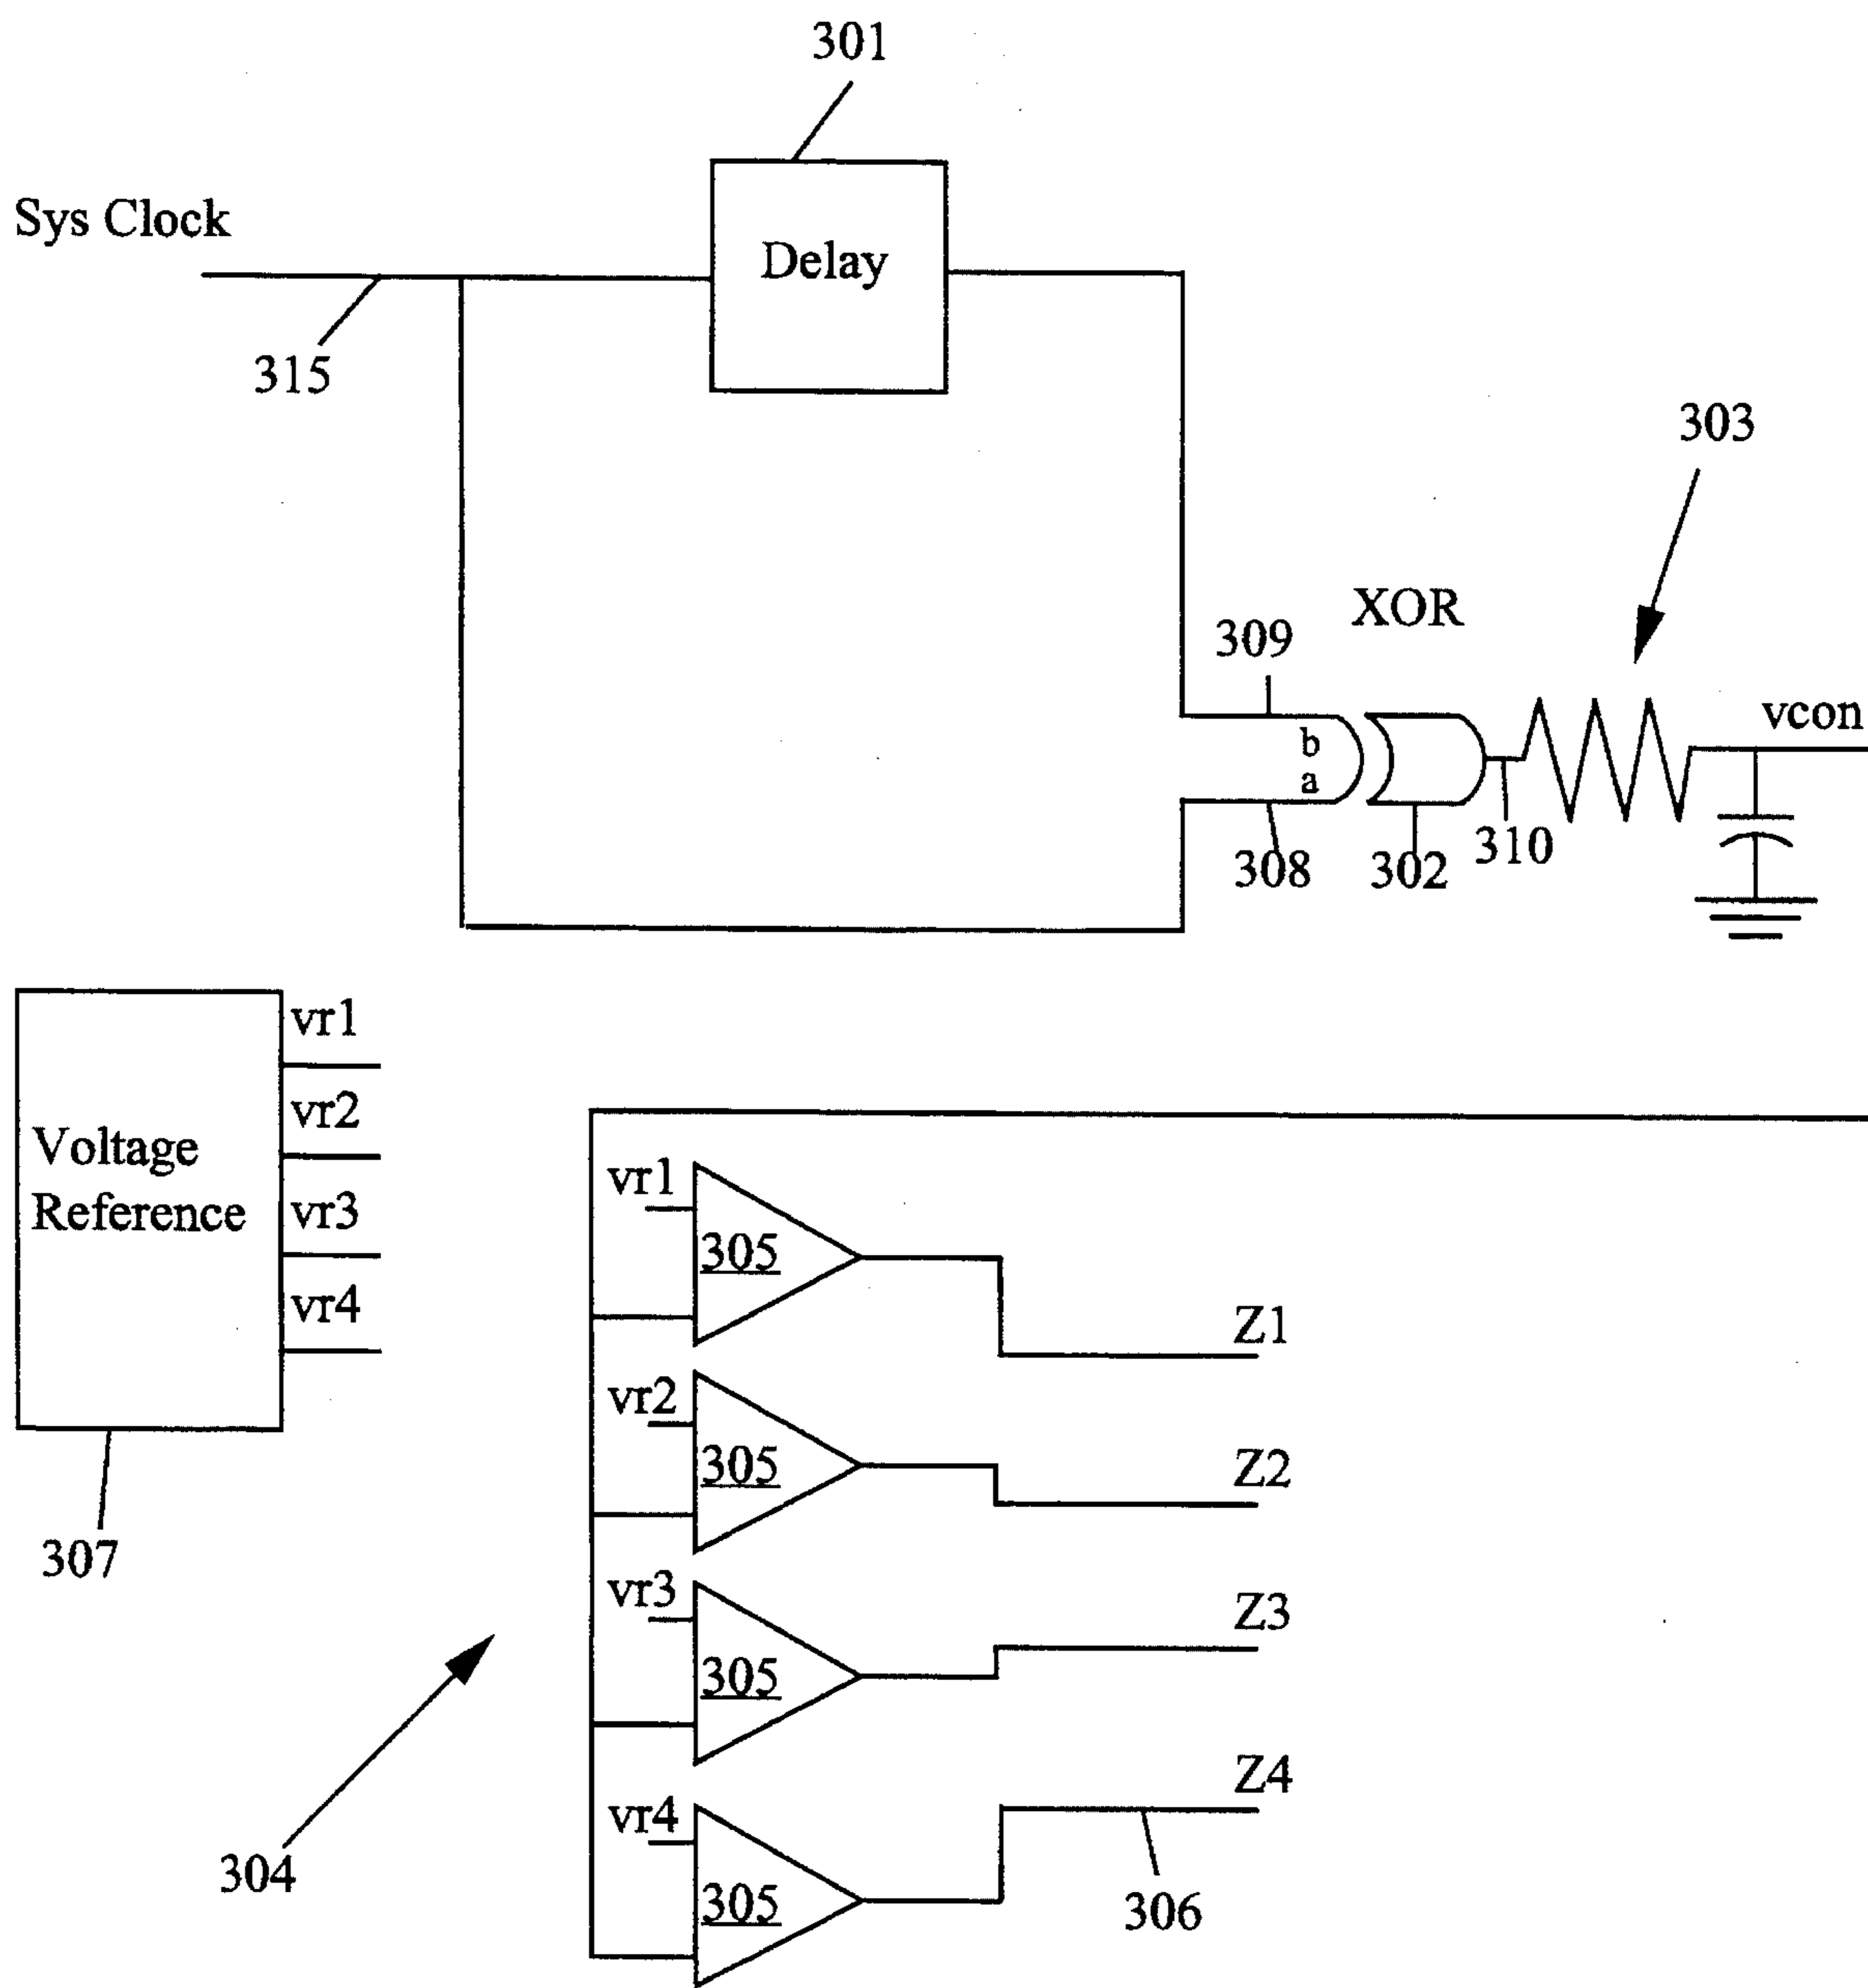 301
Sys Clock
Delay
315
303
XOR
309
vcon
b
a
308
302
310
vr1
vr2
Voltage
Reference
vr3
vr4
307
vr1
305
Z1
vr2
305
Z2
vr3
305
Z3
vr4
305
Z4
304
306